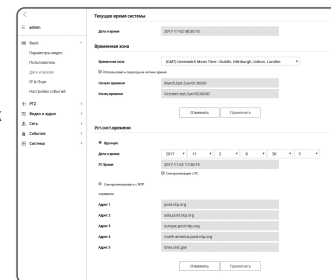 admin
Basic
Параметры видео
Пользователь
Дата и время
IP & Порт
Настройка событий
PTZ
Видео и аудио
Сеть
События
Система
Текущее время системы
Дата и время 2017-11-02 08:30:10
Временная зона
Временная зона (GMT) Greenwich Mean Time : Dublin, Edinburgh, Lisbon, London
Использовать переход на летнее время
Начало времени March.last.Sun/01:00:00
Конец времени October.last.Sun/02:00:00
Отменить Применить
Уст.сист.времени
Вручную
Дата и время 2017 11 2 8 30 5
PC Время 2017-11-02 17:30:19
Синхронизация с ПС
Синхронизировать с NTP
сервером
Адрес 1 pool.ntp.org
Адрес 2 asia.pool.ntp.org
Адрес 3 europe.pool.ntp.org
Адрес 4 north-america.pool.ntp.org
Адрес 5 time.nist.gov
Отменить Применить